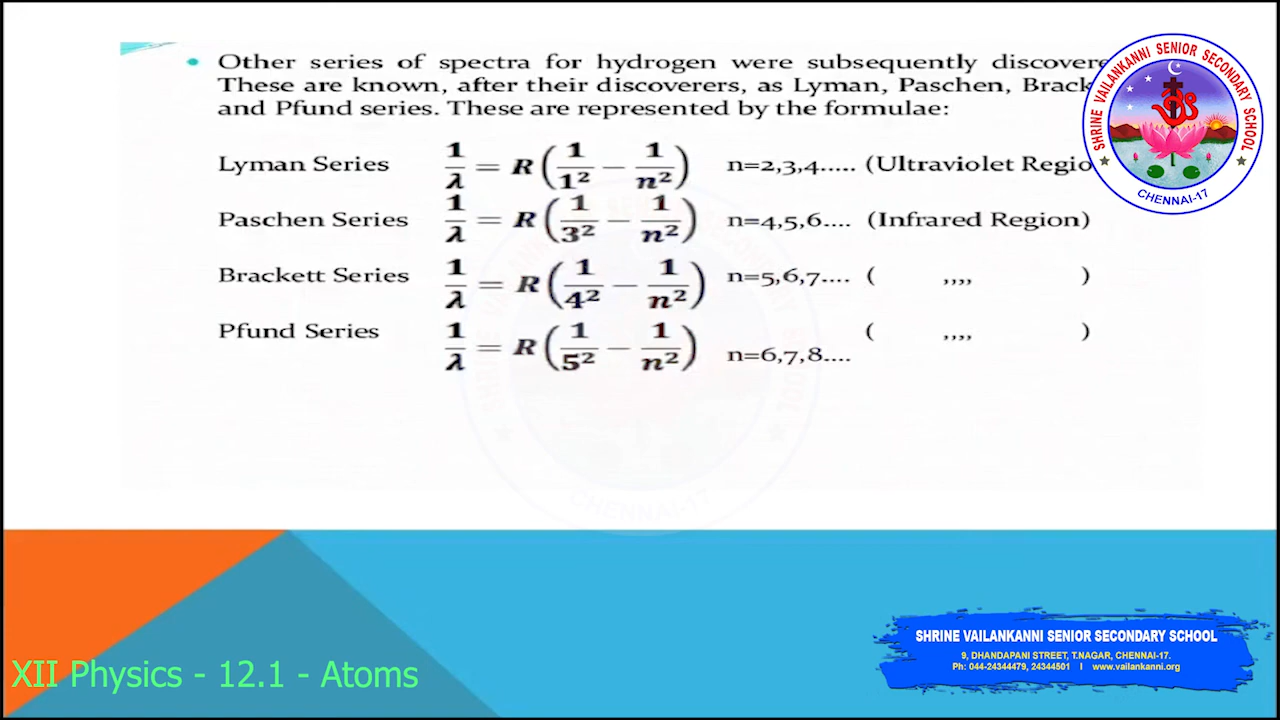 Other series of spectra for hydrogen were subsequently discovere
These are known, after their discoverers, as Lyman, Paschen, Brack
and Pfund series. These are represented by the formulae:
Lyman Series 1/λ = R(1/1² − 1/n²) n=2,3,4..... (Ultraviolet Regio
Paschen Series 1/λ = R(1/3² − 1/n²) n=4,5,6.... (Infrared Region)
Brackett Series 1/λ = R(1/4² − 1/n²) n=5,6,7.... ( ,,,, )
Pfund Series 1/λ = R(1/5² − 1/n²) n=6,7,8.... ( ,,,, )
SHRINE VAILANKANNI SENIOR SECONDARY SCHOOL
CHENNAI-17
CHENNAI-17
XII Physics - 12.1 - Atoms
SHRINE VAILANKANNI SENIOR SECONDARY SCHOOL
9, DHANDAPANI STREET, T.NAGAR, CHENNAI-17.
Ph: 044-24344479, 24344501 I www.vailankanni.org